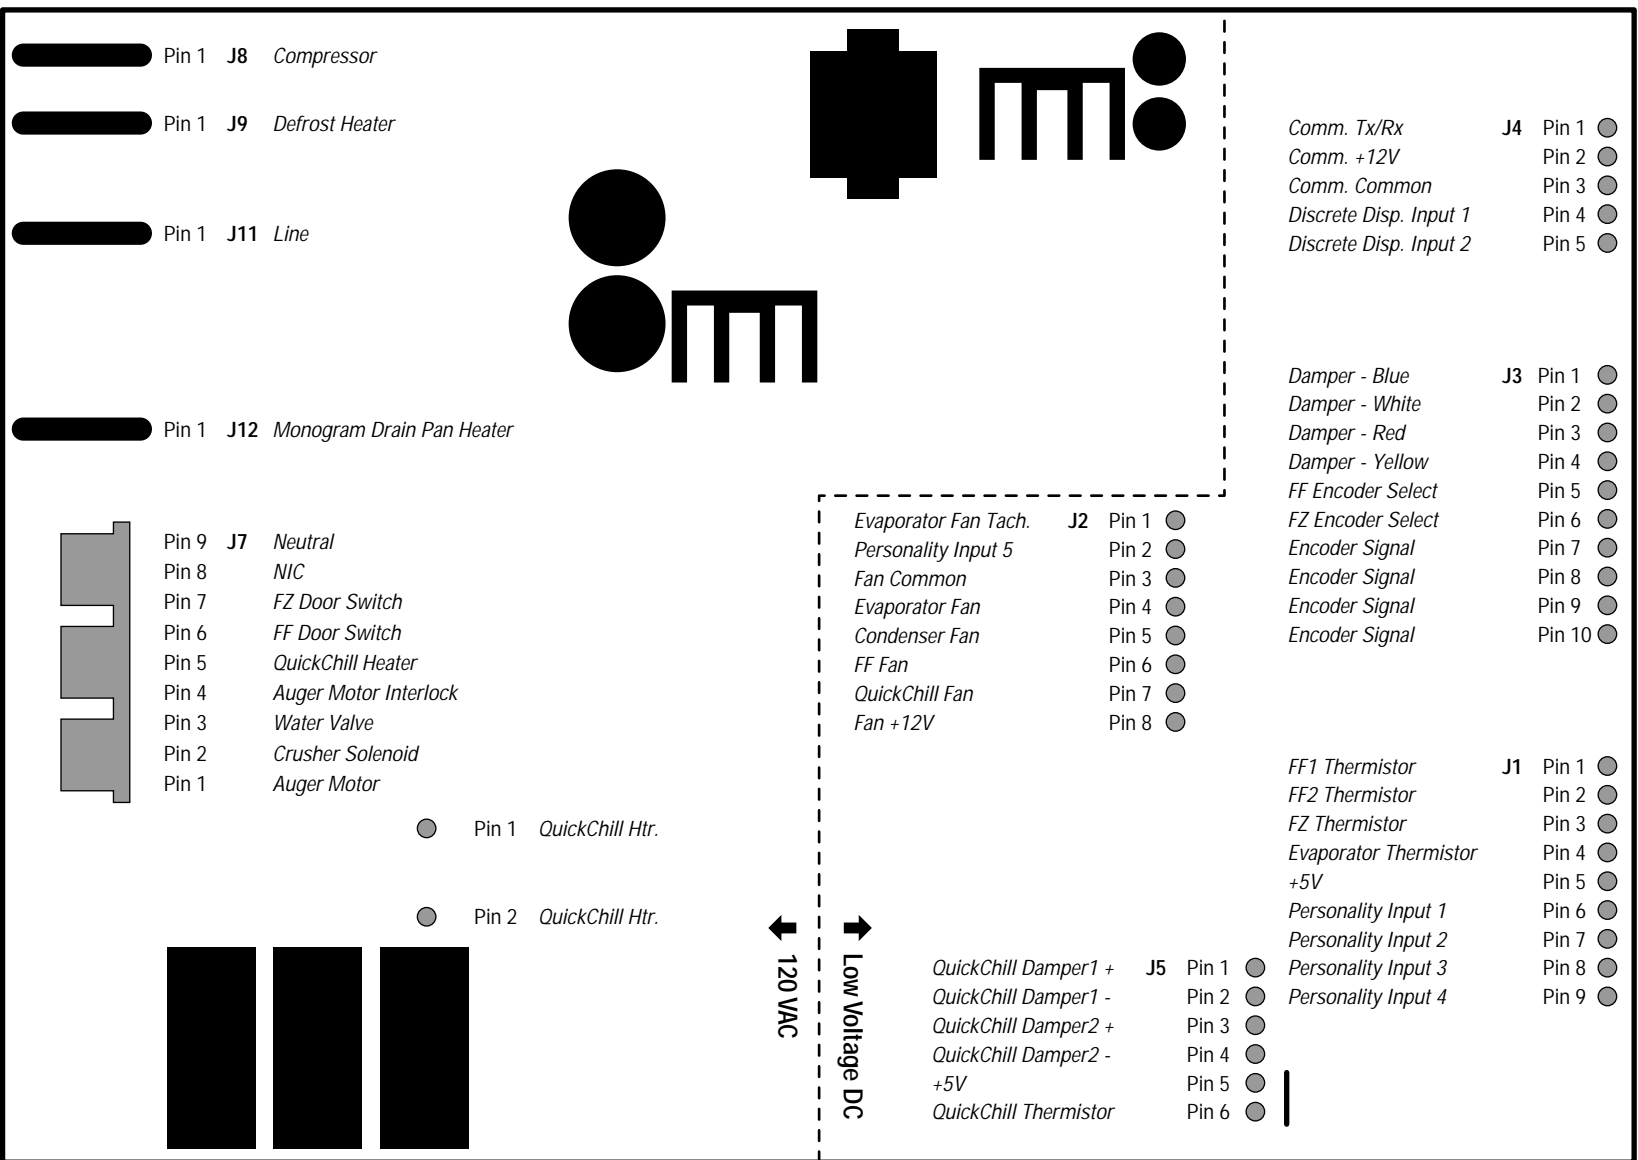 Pin 1 J8 Compressor
Pin 1 J9 Defrost Heater
Pin 1 J11 Line
Pin 1 J12 Monogram Drain Pan Heater
Pin 9 J7 Neutral
Pin 8 NIC
Pin 7 FZ Door Switch
Pin 6 FF Door Switch
Pin 5 QuickChill Heater
Pin 4 Auger Motor Interlock
Pin 3 Water Valve
Pin 2 Crusher Solenoid
Pin 1 Auger Motor
Pin 1 QuickChill Htr.
Pin 2 QuickChill Htr.
120 VAC
Low Voltage DC
Evaporator Fan Tach. J2 Pin 1
Personality Input 5 Pin 2
Fan Common Pin 3
Evaporator Fan Pin 4
Condenser Fan Pin 5
FF Fan Pin 6
QuickChill Fan Pin 7
Fan +12V Pin 8
QuickChill Damper1 + J5 Pin 1
QuickChill Damper1 - Pin 2
QuickChill Damper2 + Pin 3
QuickChill Damper2 - Pin 4
+5V Pin 5
QuickChill Thermistor Pin 6
Comm. Tx/Rx J4 Pin 1
Comm. +12V Pin 2
Comm. Common Pin 3
Discrete Disp. Input 1 Pin 4
Discrete Disp. Input 2 Pin 5
Damper - Blue J3 Pin 1
Damper - White Pin 2
Damper - Red Pin 3
Damper - Yellow Pin 4
FF Encoder Select Pin 5
FZ Encoder Select Pin 6
Encoder Signal Pin 7
Encoder Signal Pin 8
Encoder Signal Pin 9
Encoder Signal Pin 10
FF1 Thermistor J1 Pin 1
FF2 Thermistor Pin 2
FZ Thermistor Pin 3
Evaporator Thermistor Pin 4
+5V Pin 5
Personality Input 1 Pin 6
Personality Input 2 Pin 7
Personality Input 3 Pin 8
Personality Input 4 Pin 9